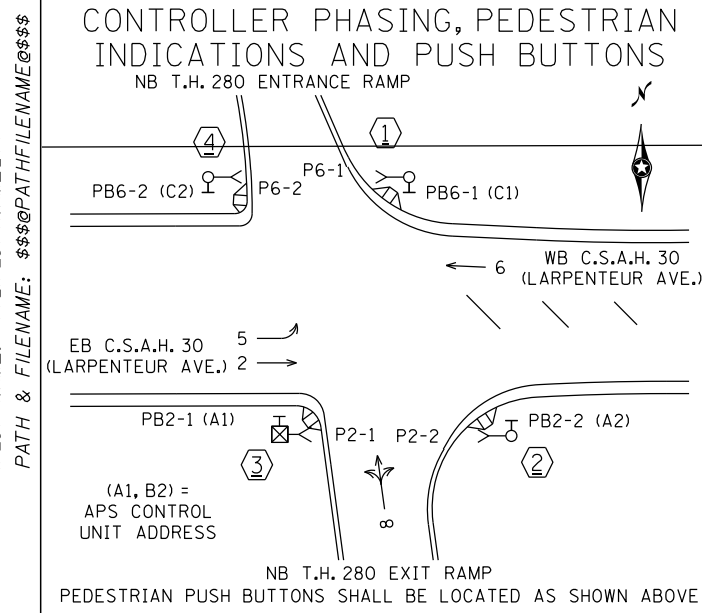 CONTROLLER PHASING, PEDESTRIAN
INDICATIONS AND PUSH BUTTONS
NB T.H. 280 ENTRANCE RAMP
N
4
1
P6-1
PB6-2 (C2)
P6-2
PB6-1 (C1)
6
WB C.S.A.H. 30
(LARPENTEUR AVE.)
EB C.S.A.H. 30
(LARPENTEUR AVE.)
5
2
PB2-1 (A1)
P2-1
P2-2
PB2-2 (A2)
3
2
(A1, B2) =
APS CONTROL
UNIT ADDRESS
8
NB T.H. 280 EXIT RAMP
PEDESTRIAN PUSH BUTTONS SHALL BE LOCATED AS SHOWN ABOVE
PATH & FILENAME: $$$@PATHFILENAME@$$$